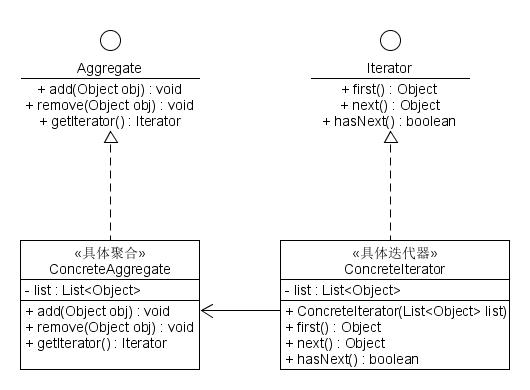 Aggregate
+ add(Object obj) : void
+ remove(Object obj) : void
+ getIterator() : Iterator
Iterator
+ first() : Object
+ next() : Object
+ hasNext() : boolean
«具体聚合»
ConcreteAggregate
- list : List<Object>
+ add(Object obj) : void
+ remove(Object obj) : void
+ getIterator() : Iterator
«具体迭代器»
ConcreteIterator
- list : List<Object>
+ ConcreteIterator(List<Object> list)
+ first() : Object
+ next() : Object
+ hasNext() : boolean